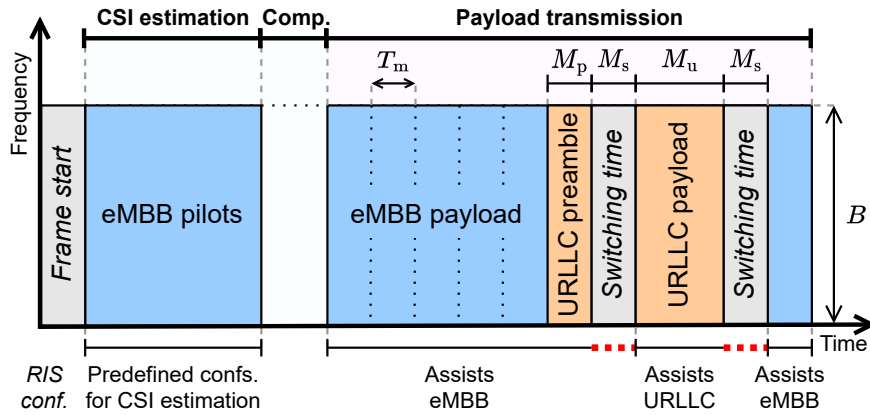 CSI estimation Comp. Payload transmission
Frequency
T_m M_p M_s M_u M_s
Frame start
eMBB pilots
eMBB payload
URLLC preamble
Switching time
URLLC payload
Switching time
B
Time
RIS conf.
Predefined confs.
for CSI estimation
Assists
eMBB
Assists
URLLC
Assists
eMBB